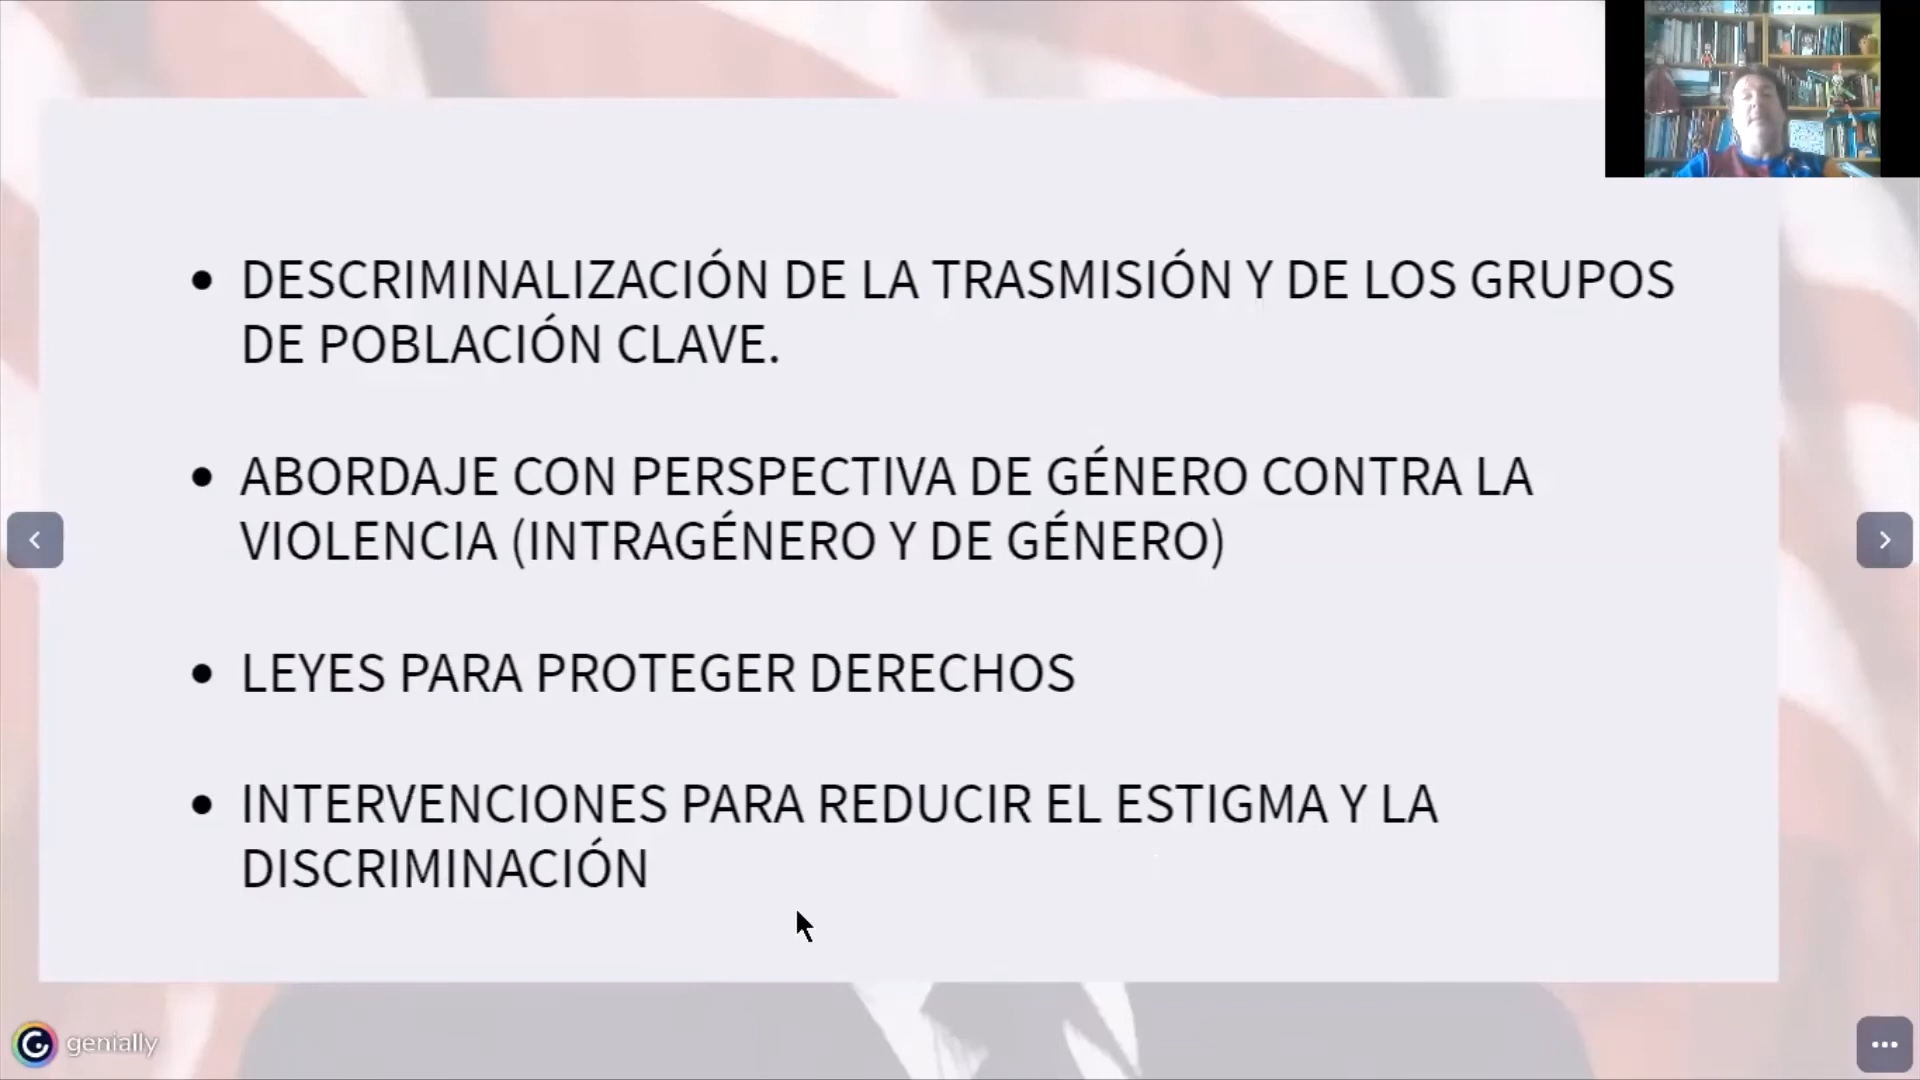 • DESCRIMINALIZACIÓN DE LA TRASMISIÓN Y DE LOS GRUPOS
DE POBLACIÓN CLAVE.
• ABORDAJE CON PERSPECTIVA DE GÉNERO CONTRA LA
VIOLENCIA (INTRAGÉNERO Y DE GÉNERO)
• LEYES PARA PROTEGER DERECHOS
• INTERVENCIONES PARA REDUCIR EL ESTIGMA Y LA
DISCRIMINACIÓN
genially